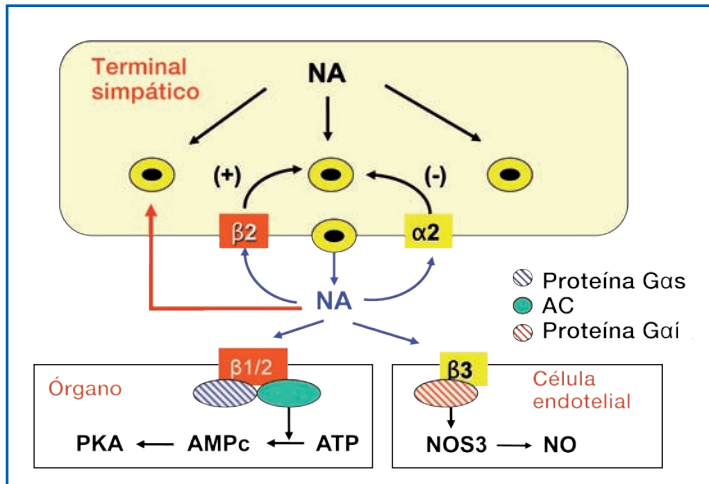 Terminal
simpático
NA
(+)
(-)
β2
α2
NA
Proteína Gαs
AC
Proteína Gαí
β1/2
Órgano
PKA
AMPc
ATP
β3
Célula
endotelial
NOS3
NO